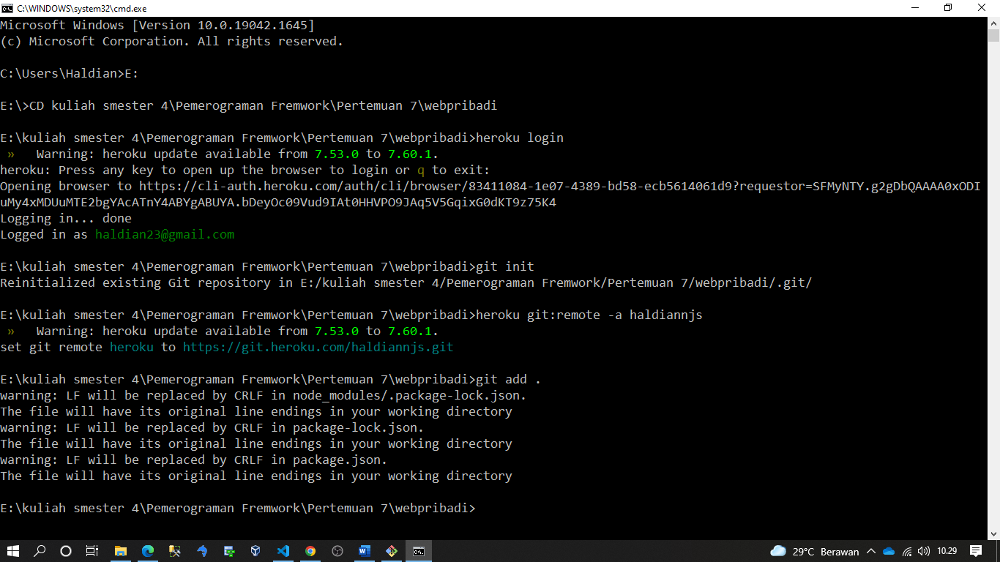 C:\WINDOWS\system32\cmd.exe
Microsoft Windows [Version 10.0.19042.1645]
(c) Microsoft Corporation. All rights reserved.
C:\Users\Haldian>E:
E:\>CD kuliah smester 4\Pemerograman Fremwork\Pertemuan 7\webpribadi
E:\kuliah smester 4\Pemerograman Fremwork\Pertemuan 7\webpribadi>heroku login
»   Warning: heroku update available from 7.53.0 to 7.60.1.
heroku: Press any key to open up the browser to login or q to exit:
Opening browser to https://cli-auth.heroku.com/auth/cli/browser/83411084-1e07-4389-bd58-ecb5614061d9?requestor=SFMyNTY.g2gDbQAAAA0xODI
uMy4xMDUuMTE2bgYAcATnY4ABYgABUYA.bDeyOc09Vud9IAt0HHVPO9JAq5V5GqixG0dKT9z75K4
Logging in... done
Logged in as haldian23@gmail.com
E:\kuliah smester 4\Pemerograman Fremwork\Pertemuan 7\webpribadi>git init
Reinitialized existing Git repository in E:/kuliah smester 4/Pemerograman Fremwork/Pertemuan 7/webpribadi/.git/
E:\kuliah smester 4\Pemerograman Fremwork\Pertemuan 7\webpribadi>heroku git:remote -a haldiannjs
»   Warning: heroku update available from 7.53.0 to 7.60.1.
set git remote heroku to https://git.heroku.com/haldiannjs.git
E:\kuliah smester 4\Pemerograman Fremwork\Pertemuan 7\webpribadi>git add .
warning: LF will be replaced by CRLF in node_modules/.package-lock.json.
The file will have its original line endings in your working directory
warning: LF will be replaced by CRLF in package-lock.json.
The file will have its original line endings in your working directory
warning: LF will be replaced by CRLF in package.json.
The file will have its original line endings in your working directory
E:\kuliah smester 4\Pemerograman Fremwork\Pertemuan 7\webpribadi>
29°C Berawan 10.29